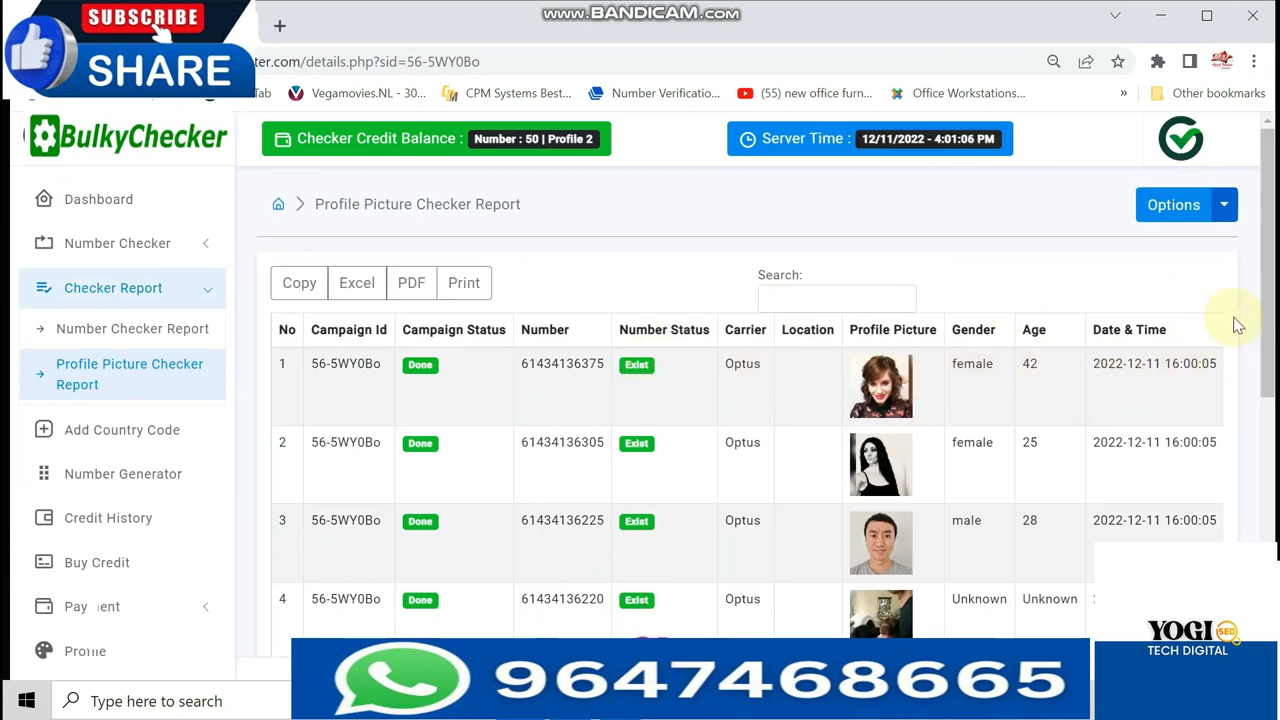 www.BANDICAM.com
SUBSCRIBE
SHARE
ter.com/details.php?sid=56-5WY0Bo
Tab
Vegamovies.NL - 30...
CPM Systems Best...
Number Verificatio...
(55) new office furn...
Office Workstations...
»
Other bookmarks
BulkyChecker
Checker Credit Balance : Number : 50 | Profile 2
Server Time : 12/11/2022 - 4:01:06 PM
Dashboard
Number Checker
Checker Report
Number Checker Report
Profile Picture Checker
Report
Add Country Code
Number Generator
Credit History
Buy Credit
Payment
Profile
Profile Picture Checker Report
Options
Copy Excel PDF Print
Search:
No Campaign Id Campaign Status Number Number Status Carrier Location Profile Picture Gender Age Date & Time
1 56-5WY0Bo Done 61434136375 Exist Optus female 42 2022-12-11 16:00:05
2 56-5WY0Bo Done 61434136305 Exist Optus female 25 2022-12-11 16:00:05
3 56-5WY0Bo Done 61434136225 Exist Optus male 28 2022-12-11 16:00:05
4 56-5WY0Bo Done 61434136220 Exist Optus Unknown Unknown
9647468665
YOGI SEO
TECH DIGITAL
Type here to search